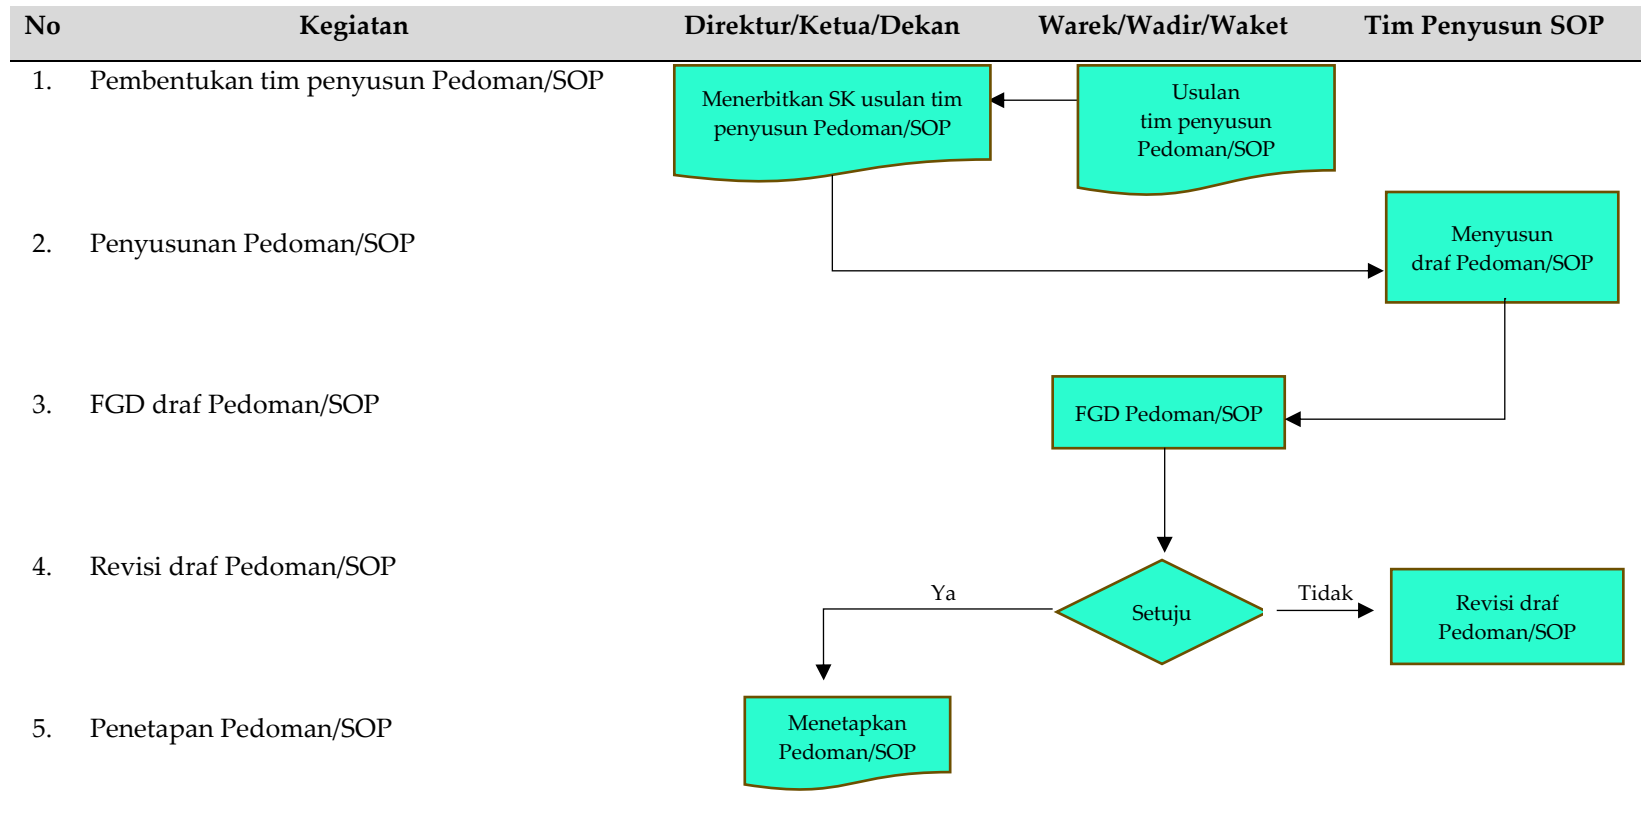 No Kegiatan Direktur/Ketua/Dekan Warek/Wadir/Waket Tim Penyusun SOP
1. Pembentukan tim penyusun Pedoman/SOP
Menerbitkan SK usulan tim
penyusun Pedoman/SOP
Usulan
tim penyusun
Pedoman/SOP
2. Penyusunan Pedoman/SOP
Menyusun
draf Pedoman/SOP
3. FGD draf Pedoman/SOP
FGD Pedoman/SOP
4. Revisi draf Pedoman/SOP
Ya
Setuju
Tidak
Revisi draf
Pedoman/SOP
5. Penetapan Pedoman/SOP
Menetapkan
Pedoman/SOP